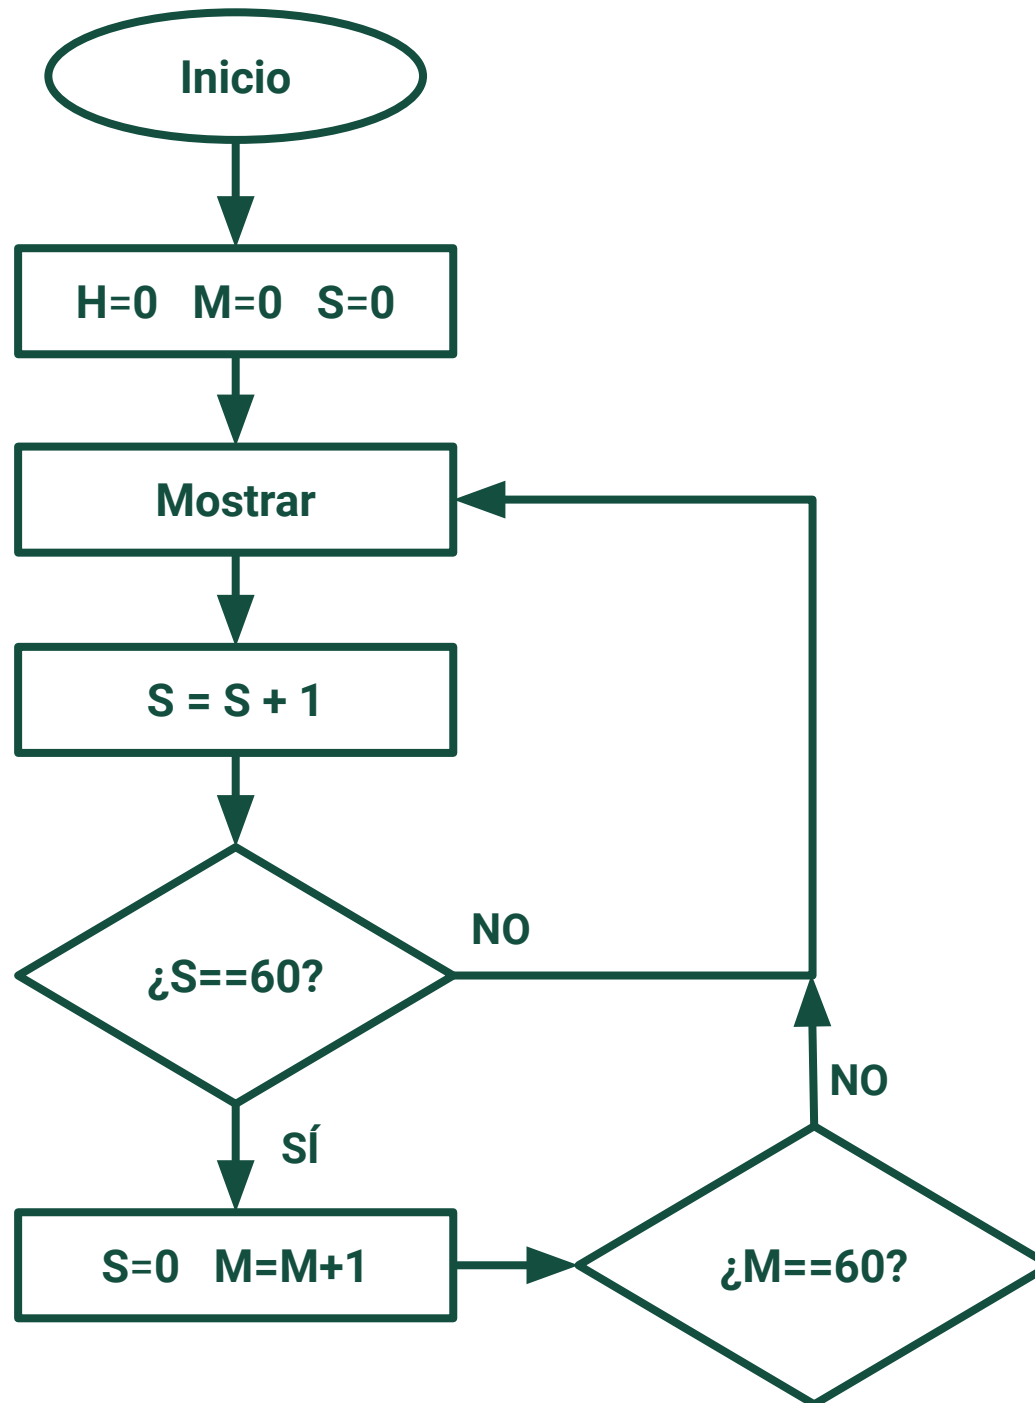 Inicio
H=0 M=0 S=0
Mostrar
S = S + 1
NO
¿S==60?
NO
SÍ
S=0 M=M+1
¿M==60?